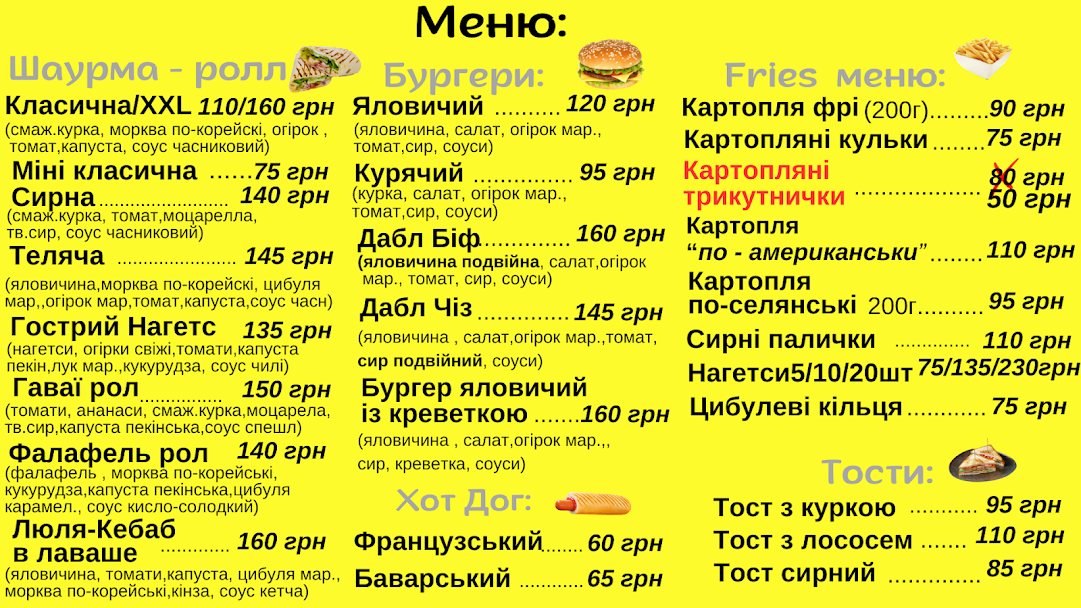 Меню:
Шаурма - ролл
Класична/XXL 110/160 грн
(смаж.курка, морква по-корейскі, огірок ,
томат,капуста, соус часниковий)
Міні класична ......75 грн
Сирна ........................ 140 грн
(смаж.курка, томат,моцарелла,
тв.сир, соус часниковий)
Теляча ...................... 145 грн
(яловичина,морква по-корейскі, цибуля
мар.,огірок мар,томат,капуста,соус часн)
Гострий Нагетс 135 грн
(нагетси, огірки свіжі,томати,капуста
пекін,лук мар.,кукурудза, соус чилі)
Гаваї рол ............... 150 грн
(томати, ананаси, смаж.курка,моцарела,
тв.сир,капуста пекінська,соус спешл)
Фалафель рол 140 грн
(фалафель , морква по-корейські,
кукурудза,капуста пекінська,цибуля
карамел., соус кисло-солодкий)
Люля-Кебаб
в лаваше ............. 160 грн
(яловичина, томати,капуста, цибуля мар.,
морква по-корейські,кінза, соус кетча)
Бургери:
Яловичий .......... 120 грн
(яловичина, салат, огірок мар.,
томат,сир, соуси)
Курячий ............... 95 грн
(курка, салат, огірок мар.,
томат,сир, соуси)
Дабл Біф.............. 160 грн
(яловичина подвійна, салат,огірок
мар., томат, сир, соуси)
Дабл Чіз .............. 145 грн
(яловичина , салат,огірок мар.,томат,
сир подвійний, соуси)
Бургер яловичий
із креветкою .......160 грн
(яловичина , салат,огірок мар.,,
сир, креветка, соуси)
Хот Дог:
Французський........ 60 грн
Баварський ............ 65 грн
Fries меню:
Картопля фрі (200г).........90 грн
Картопляні кульки ........75 грн
Картопляні 80 грн
трикутнички ................... 50 грн
Картопля
“по - американськи” ........110 грн
Картопля
по-селянські 200г.......... 95 грн
Сирні палички .............. 110 грн
Нагетси5/10/20шт 75/135/230грн
Цибулеві кільця............ 75 грн
Тости:
Тост з куркою ........... 95 грн
Тост з лососем ....... 110 грн
Тост сирний .............. 85 грн